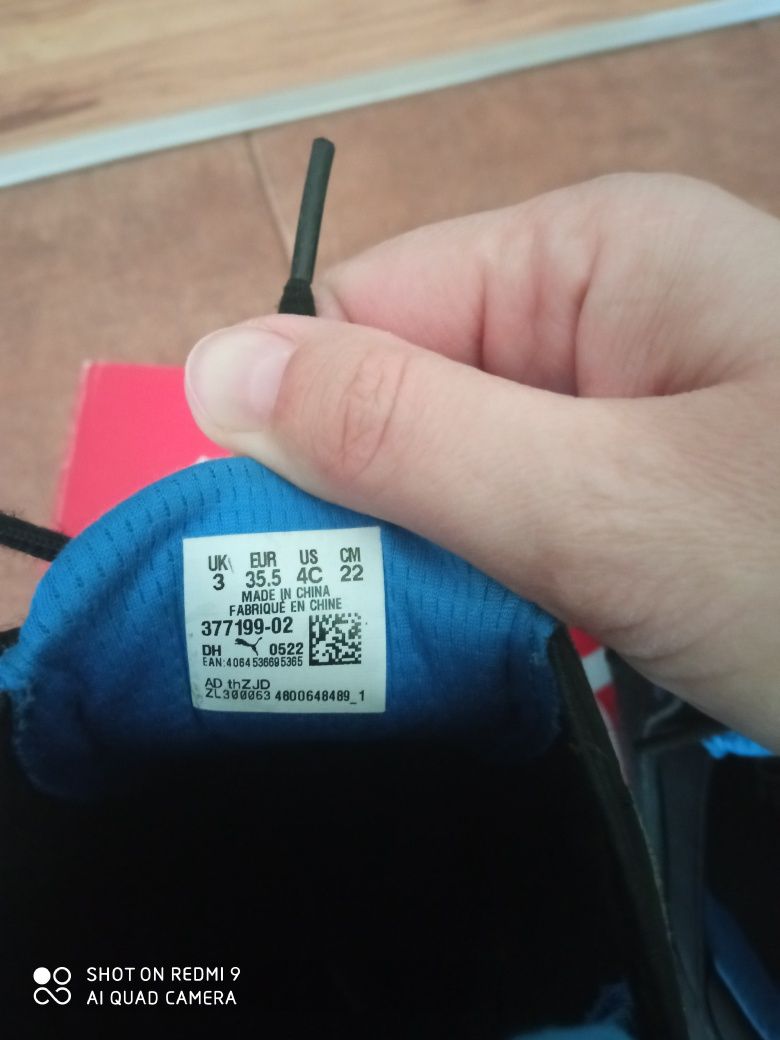 UK EUR US CM
3 35.5 4C 22
MADE IN CHINA
FABRIQUÉ EN CHINE
377199-02
DH 0522
EAN:4064536695365
AD thZJD
ZL300063 4800648489_1
SHOT ON REDMI 9
AI QUAD CAMERA